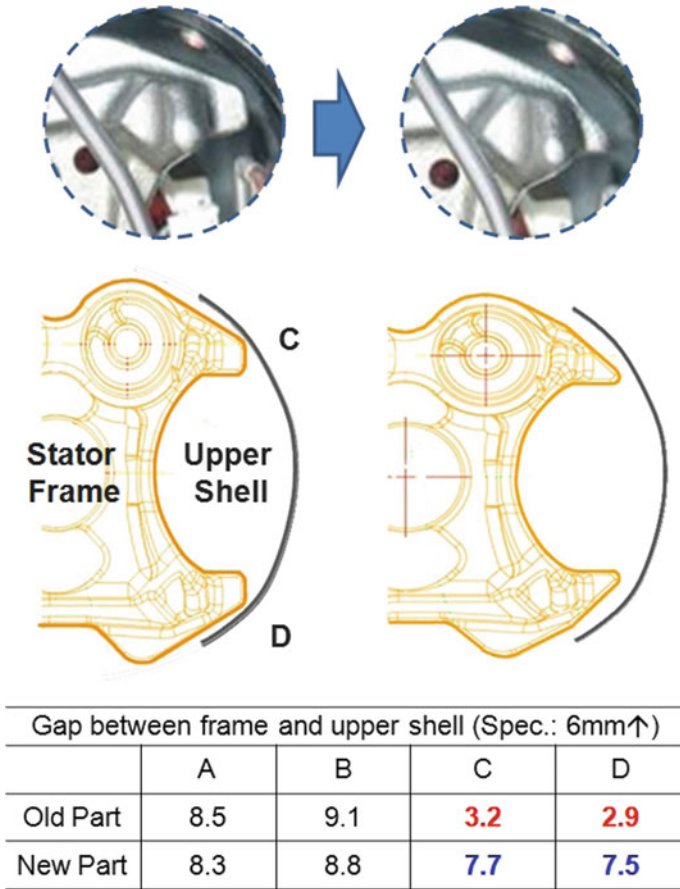 C
Stator Upper
Frame Shell
D
Gap between frame and upper shell (Spec.: 6mm↑)
A B C D
Old Part 8.5 9.1 3.2 2.9
New Part 8.3 8.8 7.7 7.5